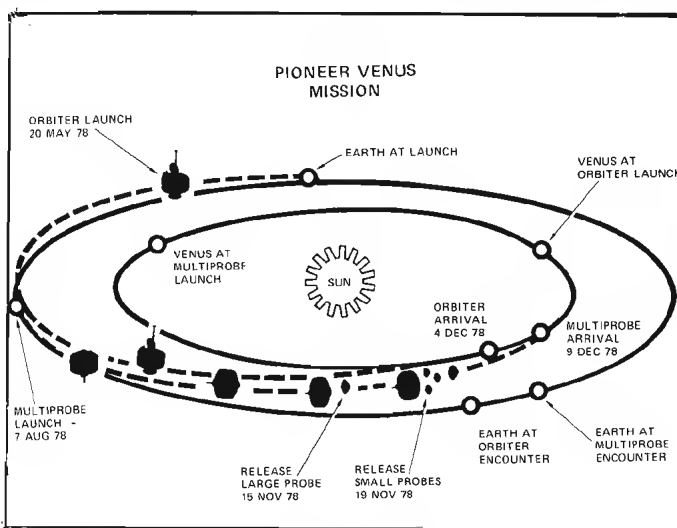 PIONEER VENUS
MISSION
ORBITER LAUNCH
20 MAY 78
EARTH AT LAUNCH
VENUS AT
ORBITER LAUNCH
VENUS AT
MULTIPROBE
LAUNCH
SUN
ORBITER
ARRIVAL
4 DEC 78
MULTIPROBE
ARRIVAL
9 DEC 78
MULTIPROBE
LAUNCH -
7 AUG 78
RELEASE
LARGE PROBE
15 NOV 78
RELEASE
SMALL PROBES
19 NOV 78
EARTH AT
ORBITER
ENCOUNTER
EARTH AT
MULTIPROBE
ENCOUNTER